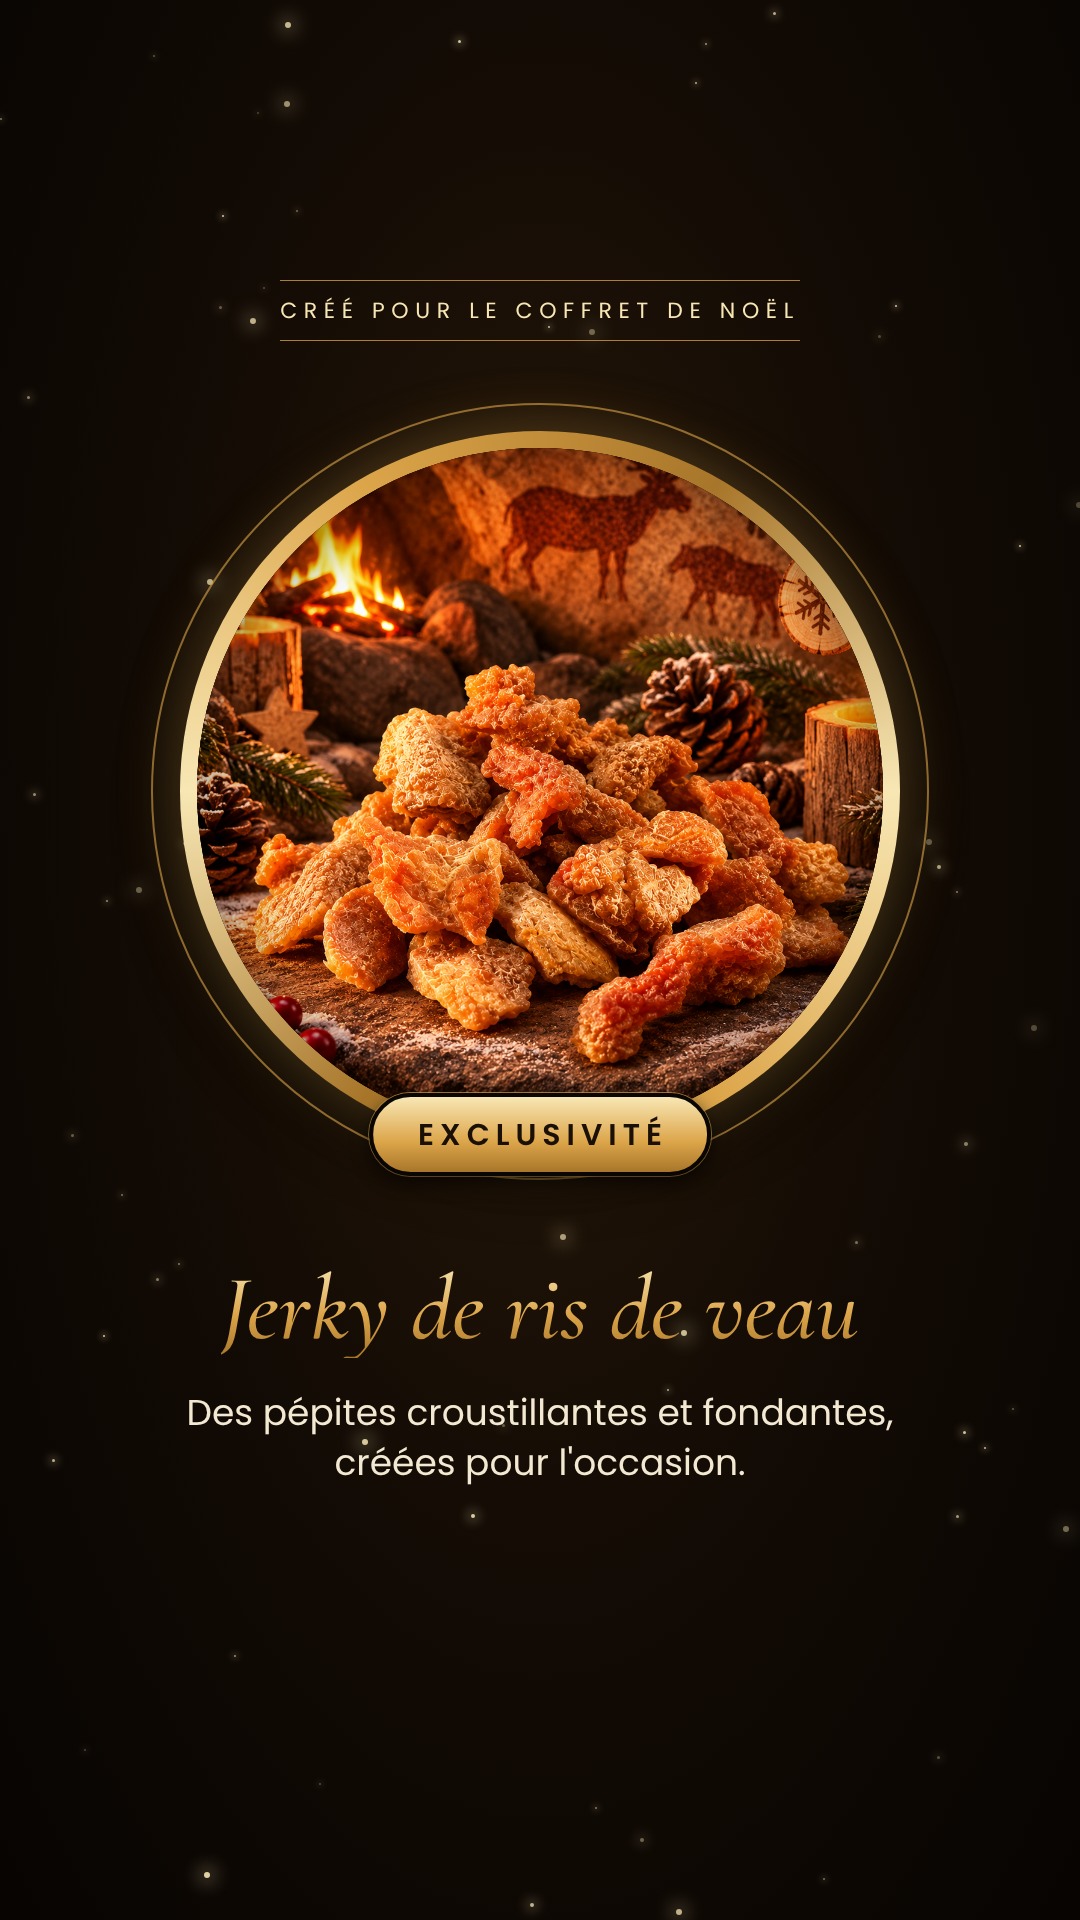 CRÉÉ POUR LE COFFRET DE NOËL
EXCLUSIVITÉ
Jerky de ris de veau
Des pépites croustillantes et fondantes,
créées pour l'occasion.